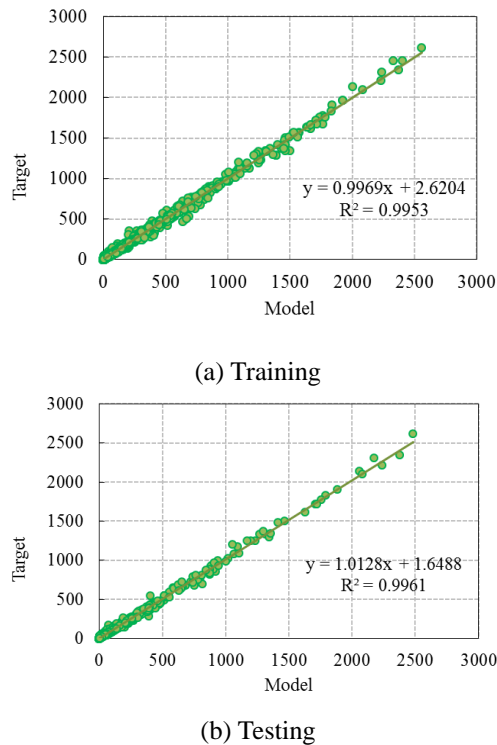 3000
2500
2000
1500
1000
500
0
Target
y = 0.9969x + 2.6204
R² = 0.9953
0 500 1000 1500 2000 2500 3000
Model
(a) Training
3000
2500
2000
1500
1000
500
0
Target
y = 1.0128x + 1.6488
R² = 0.9961
0 500 1000 1500 2000 2500 3000
Model
(b) Testing